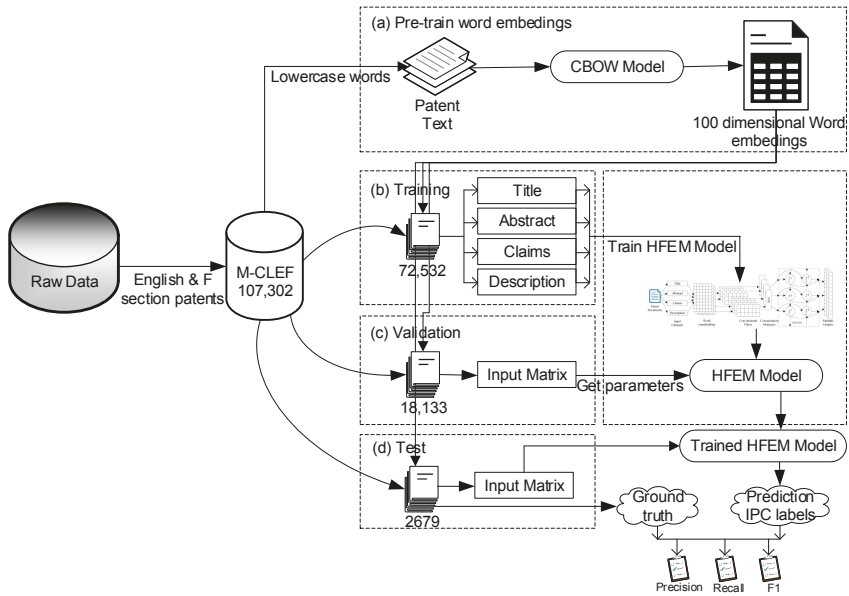 (a) Pre-train word embeddings
Lowercase words
CBOW Model
Patent
Text
100 dimensional Word
embeddings
(b) Training
Title
Abstract
Claims
Description
72,532
Train HFEM Model
Raw Data
English & F
section patents
M-CLEF
107,302
(c) Validation
Input Matrix
18,133
Get parameters
HFEM Model
(d) Test
Input Matrix
2679
Trained HFEM Model
Ground
truth
Prediction
IPC labels
Precision
Recall
F1